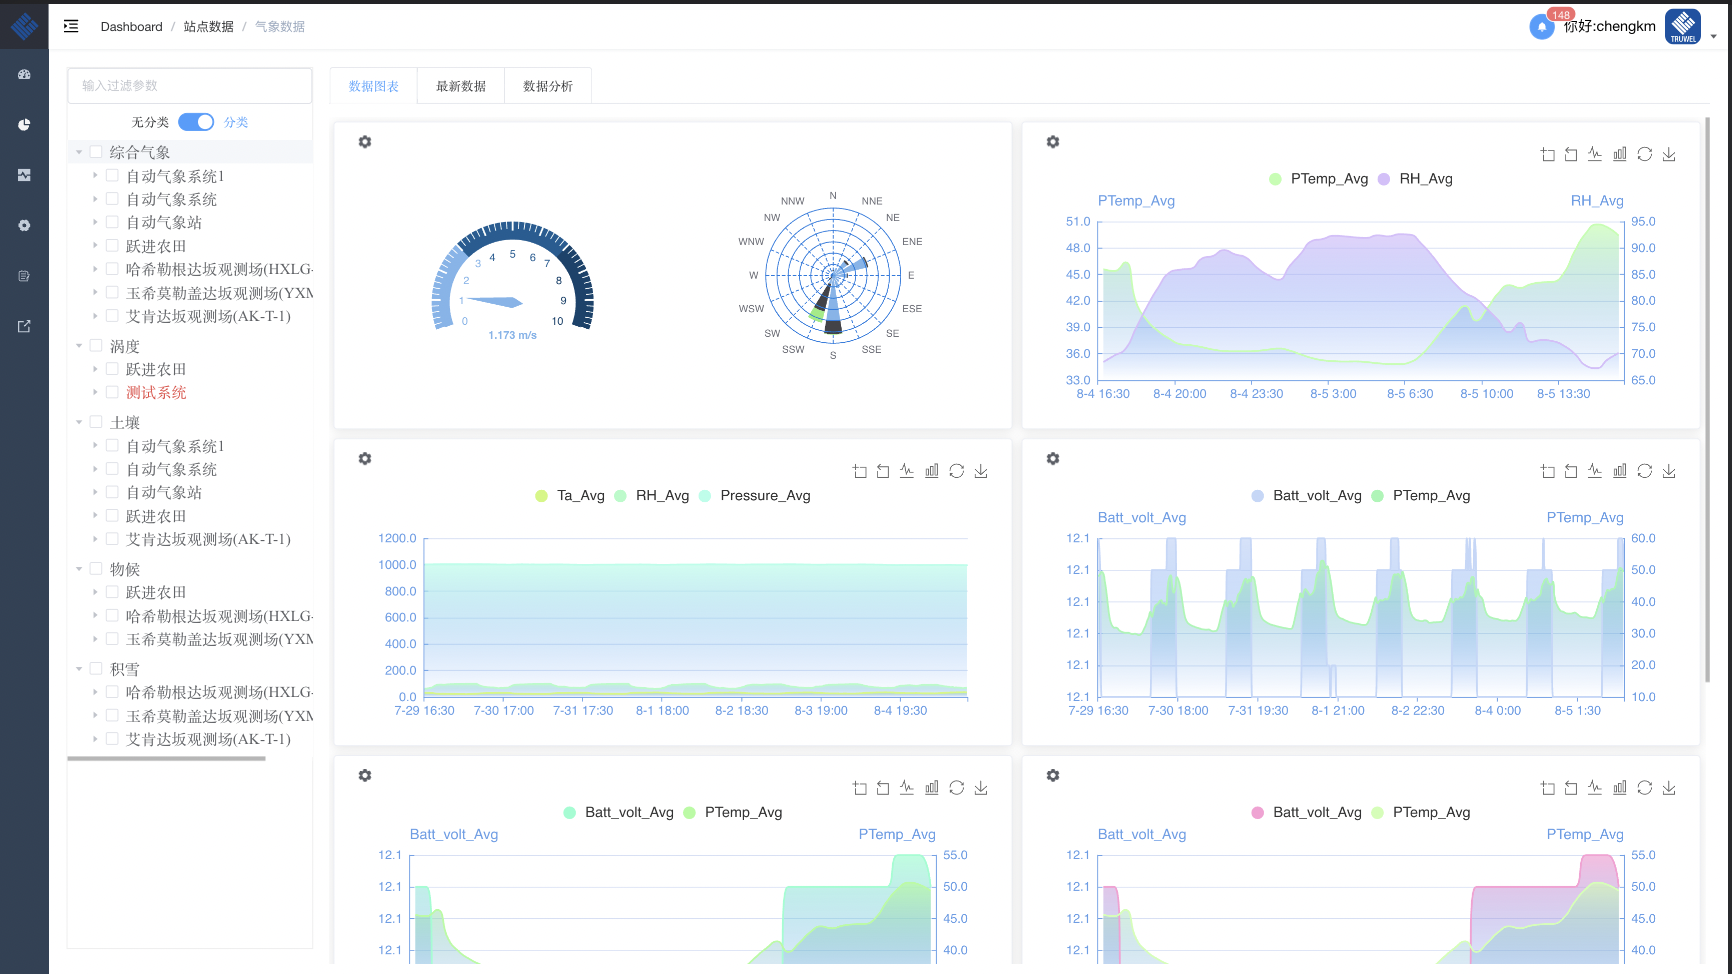 Dashboard / 站点数据 / 气象数据
148
你好:chengkm
TRUWEL
输入过滤参数
无分类 分类
综合气象
自动气象系统1
自动气象系统
自动气象站
跃进农田
哈希勒根达坂观测场(HXLG-
玉希莫勒盖达坂观测场(YXM
艾肯达坂观测场(AK-T-1)
涡度
跃进农田
测试系统
土壤
自动气象系统1
自动气象系统
自动气象站
跃进农田
艾肯达坂观测场(AK-T-1)
物候
跃进农田
哈希勒根达坂观测场(HXLG-
玉希莫勒盖达坂观测场(YXM
积雪
哈希勒根达坂观测场(HXLG-
玉希莫勒盖达坂观测场(YXM
艾肯达坂观测场(AK-T-1)
数据图表 最新数据 数据分析
0 1 2 3 4 5 6 7 8 9 10
1.173 m/s
N NNE NE ENE E ESE SE SSE S SSW SW WSW W WNW NW NNW
PTemp_Avg RH_Avg
PTemp_Avg RH_Avg
51.0 95.0
48.0 90.0
45.0 85.0
42.0 80.0
39.0 75.0
36.0 70.0
33.0 65.0
8-4 16:30 8-4 20:00 8-4 23:30 8-5 3:00 8-5 6:30 8-5 10:00 8-5 13:30
Ta_Avg RH_Avg Pressure_Avg
1200.0
1000.0
800.0
600.0
400.0
200.0
0.0
7-29 16:30 7-30 17:00 7-31 17:30 8-1 18:00 8-2 18:30 8-3 19:00 8-4 19:30
Batt_volt_Avg PTemp_Avg
Batt_volt_Avg PTemp_Avg
12.1 60.0
12.1 50.0
12.1 40.0
12.1 30.0
12.1 20.0
12.1 10.0
7-29 16:30 7-30 18:00 7-31 19:30 8-1 21:00 8-2 22:30 8-4 0:00 8-5 1:30
Batt_volt_Avg PTemp_Avg
Batt_volt_Avg PTemp_Avg
12.1 55.0
12.1 50.0
12.1 45.0
12.1 40.0
Batt_volt_Avg PTemp_Avg
Batt_volt_Avg PTemp_Avg
12.1 55.0
12.1 50.0
12.1 45.0
12.1 40.0